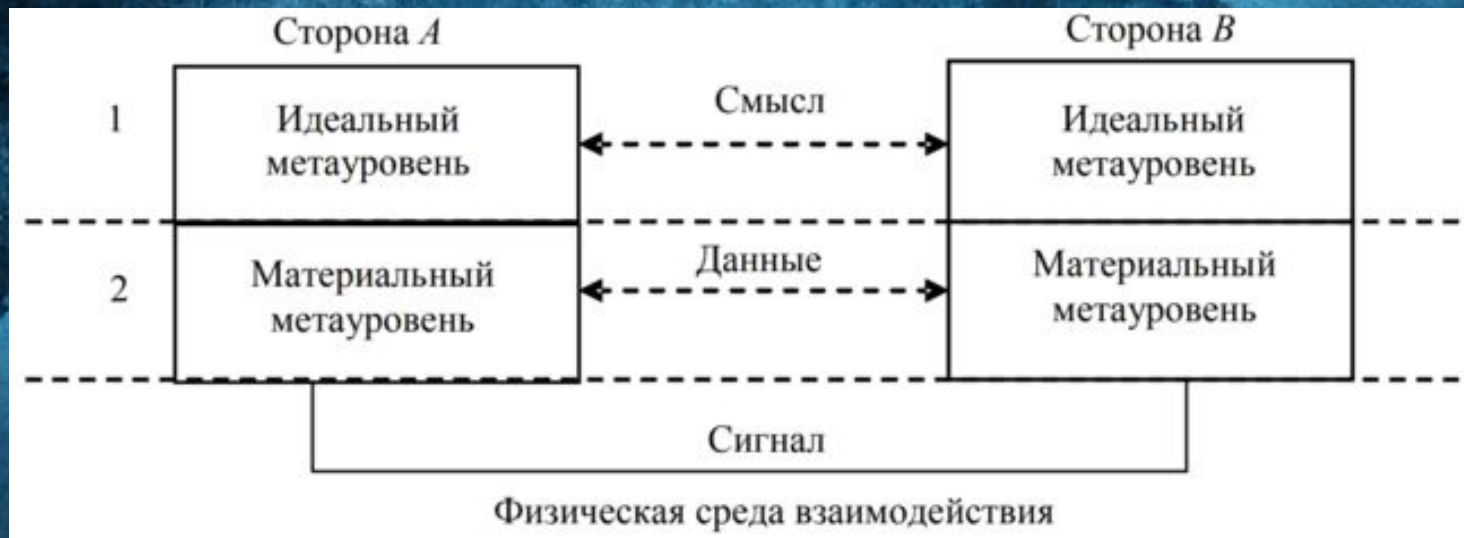 Сторона A
Сторона B
1
Идеальный
метауровень
Смысл
Идеальный
метауровень
2
Материальный
метауровень
Данные
Материальный
метауровень
Сигнал
Физическая среда взаимодействия